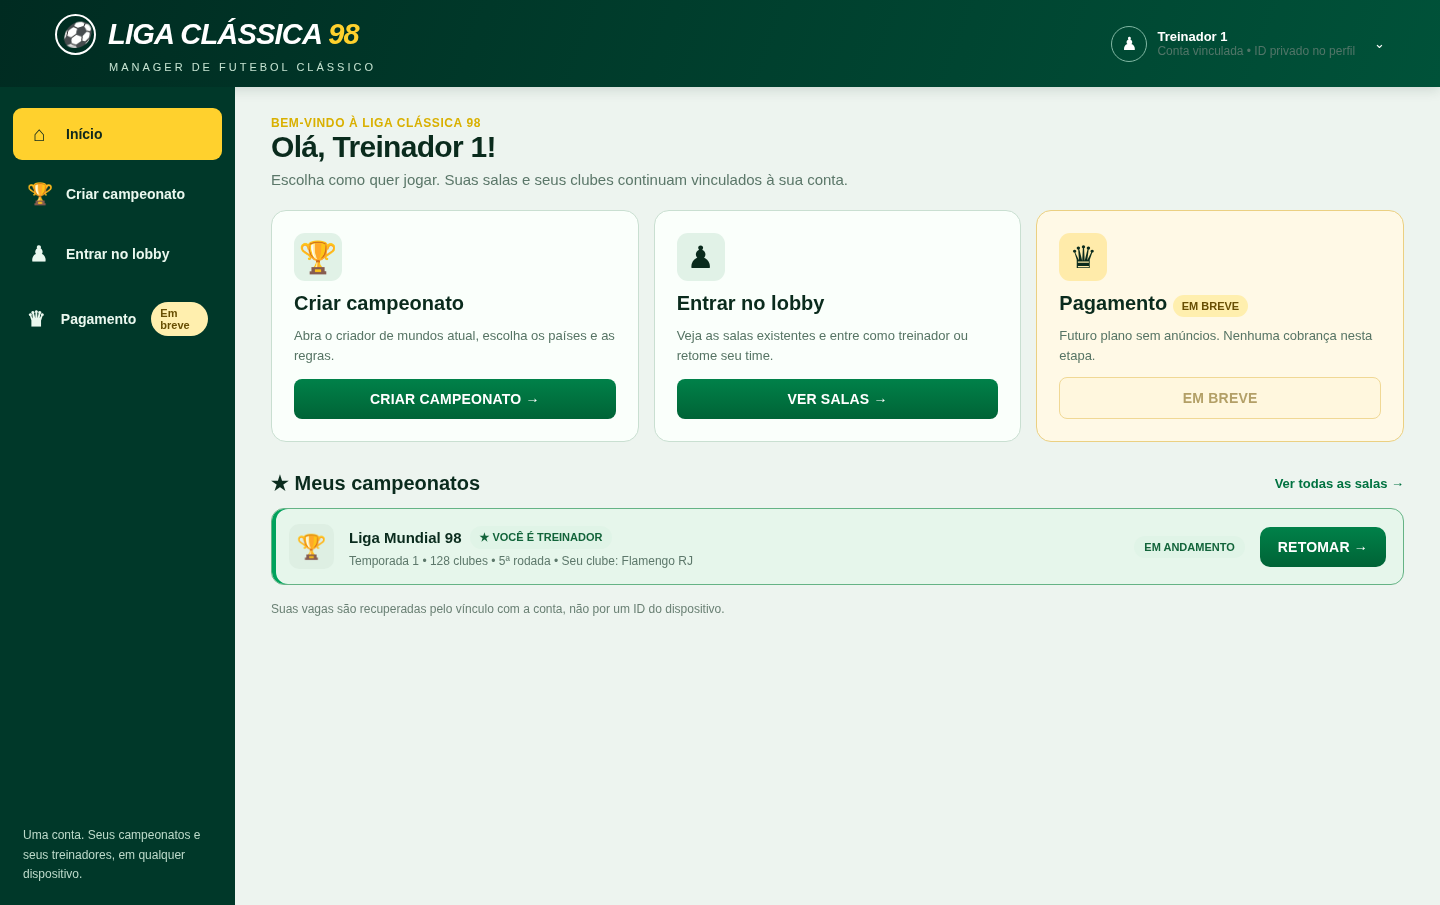 LIGA CLÁSSICA 98
MANAGER DE FUTEBOL CLÁSSICO
Treinador 1
Conta vinculada • ID privado no perfil
Início
Criar campeonato
Entrar no lobby
Pagamento
Em breve
Uma conta. Seus campeonatos e
seus treinadores, em qualquer
dispositivo.
BEM-VINDO À LIGA CLÁSSICA 98
Olá, Treinador 1!
Escolha como quer jogar. Suas salas e seus clubes continuam vinculados à sua conta.
Criar campeonato
Abra o criador de mundos atual, escolha os países e as
regras.
CRIAR CAMPEONATO →
Entrar no lobby
Veja as salas existentes e entre como treinador ou
retome seu time.
VER SALAS →
Pagamento EM BREVE
Futuro plano sem anúncios. Nenhuma cobrança nesta
etapa.
EM BREVE
★ Meus campeonatos
Ver todas as salas →
Liga Mundial 98 ★ VOCÊ É TREINADOR
Temporada 1 • 128 clubes • 5ª rodada • Seu clube: Flamengo RJ
EM ANDAMENTO
RETOMAR →
Suas vagas são recuperadas pelo vínculo com a conta, não por um ID do dispositivo.